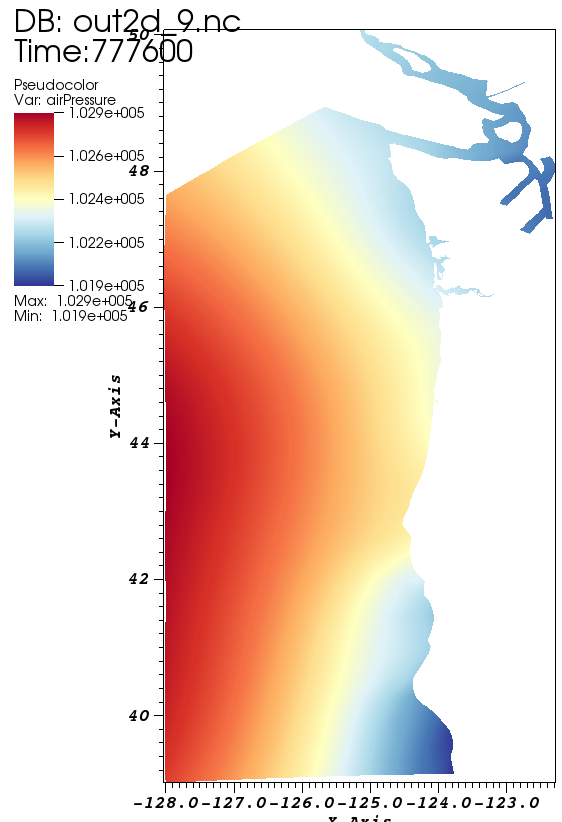 DB: out2d_9.nc
Time:777600
Pseudocolor
Var: airPressure
1.029e+005
1.026e+005
1.024e+005
1.022e+005
1.019e+005
Max: 1.029e+005
Min: 1.019e+005
50
48
46
44
42
40
Y-Axis
-128.0 -127.0 -126.0 -125.0 -124.0 -123.0
X-Axis